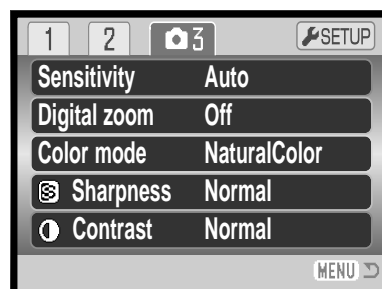 1 2 3 SETUP
Sensitivity Auto
Digital zoom Off
Color mode NaturalColor
S Sharpness Normal
Contrast Normal
MENU